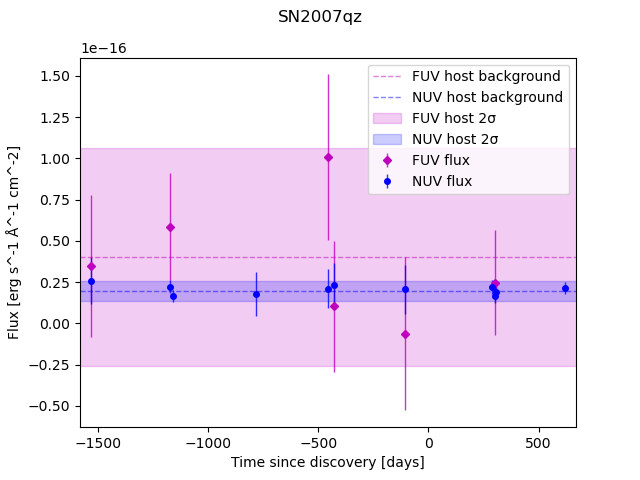 SN2007qz
1e−16
1.50
1.25
1.00
0.75
0.50
0.25
0.00
−0.25
−0.50
Flux [erg s^-1 Å^-1 cm^-2]
FUV host background
NUV host background
FUV host 2σ
NUV host 2σ
FUV flux
NUV flux
−1500
−1000
−500
0
500
Time since discovery [days]